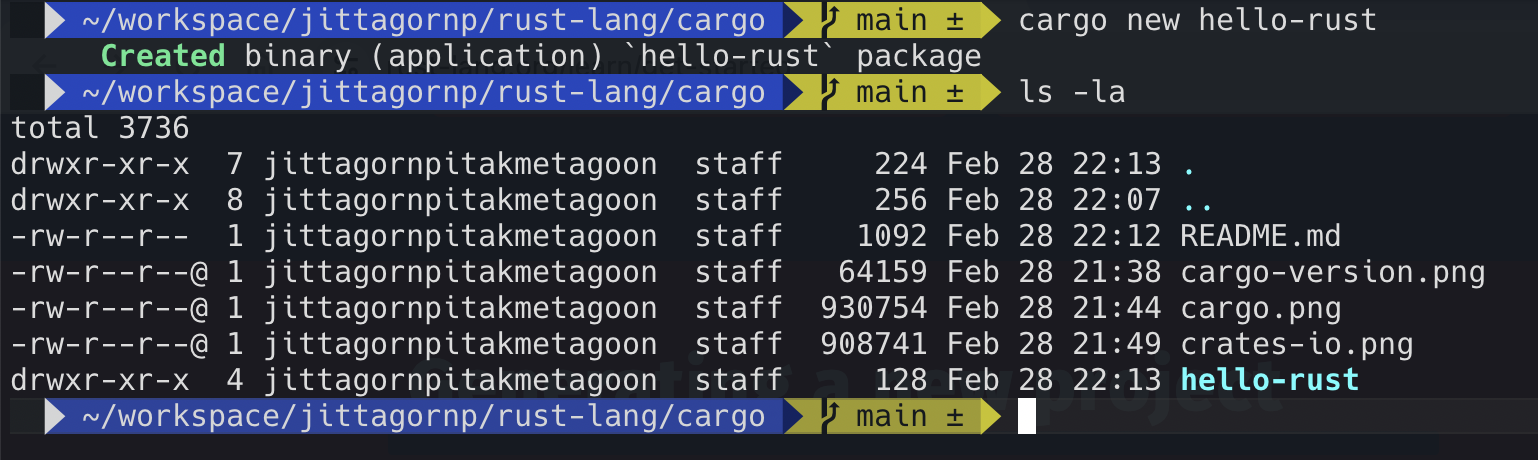 ~/workspace/jittagornp/rust-lang/cargo main ± cargo new hello-rust
Created binary (application) `hello-rust` package
~/workspace/jittagornp/rust-lang/cargo main ± ls -la
total 3736
drwxr-xr-x 7 jittagornpitakmetagoon staff 224 Feb 28 22:13 .
drwxr-xr-x 8 jittagornpitakmetagoon staff 256 Feb 28 22:07 ..
-rw-r--r-- 1 jittagornpitakmetagoon staff 1092 Feb 28 22:12 README.md
-rw-r--r--@ 1 jittagornpitakmetagoon staff 64159 Feb 28 21:38 cargo-version.png
-rw-r--r--@ 1 jittagornpitakmetagoon staff 930754 Feb 28 21:44 cargo.png
-rw-r--r--@ 1 jittagornpitakmetagoon staff 908741 Feb 28 21:49 crates-io.png
drwxr-xr-x 4 jittagornpitakmetagoon staff 128 Feb 28 22:13 hello-rust
Generating a new project
~/workspace/jittagornp/rust-lang/cargo main ±